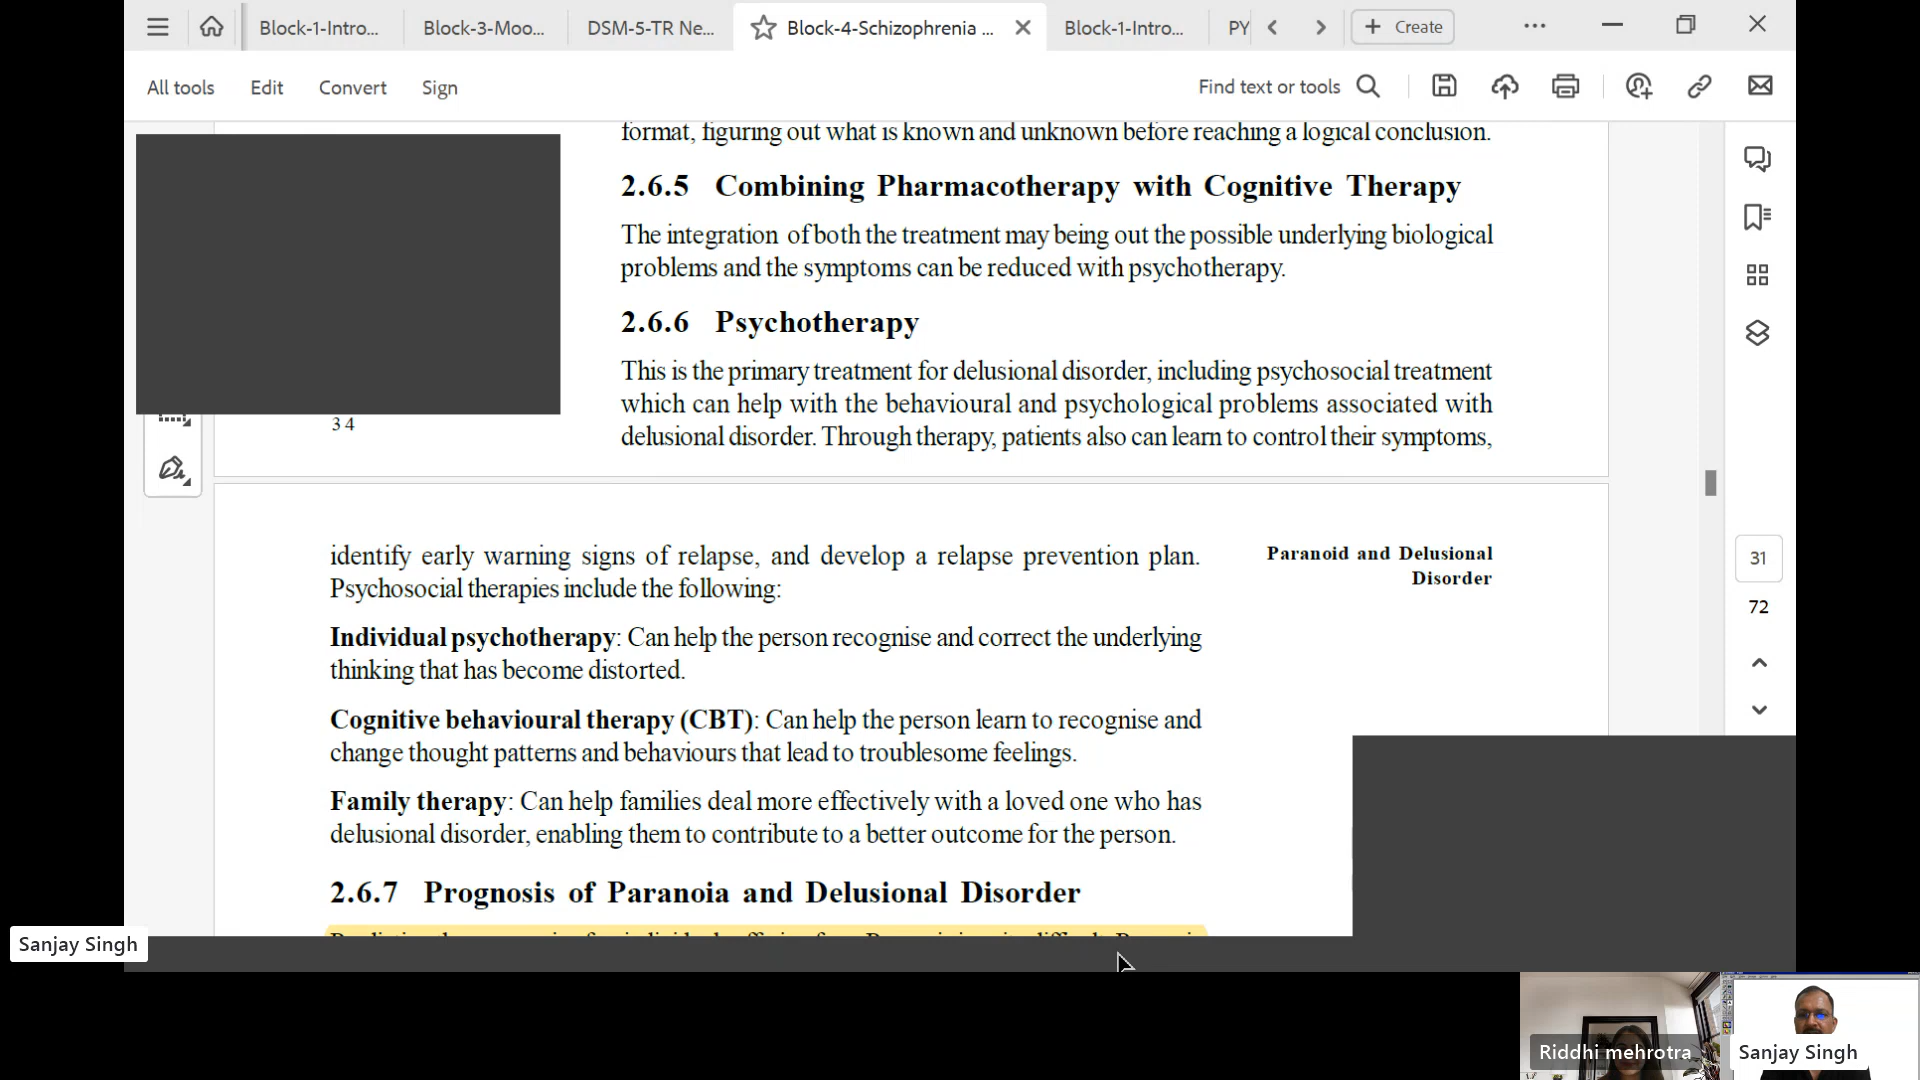 Block-1-Intro...
Block-3-Moo...
DSM-5-TR Ne...
Block-4-Schizophrenia ...
Block-1-Intro...
PY
Create
All tools
Edit
Convert
Sign
Find text or tools
format, figuring out what is known and unknown before reaching a logical conclusion.
2.6.5 Combining Pharmacotherapy with Cognitive Therapy
The integration of both the treatment may being out the possible underlying biological
problems and the symptoms can be reduced with psychotherapy.
2.6.6 Psychotherapy
This is the primary treatment for delusional disorder, including psychosocial treatment
which can help with the behavioural and psychological problems associated with
delusional disorder. Through therapy, patients also can learn to control their symptoms,
34
identify early warning signs of relapse, and develop a relapse prevention plan.
Psychosocial therapies include the following:
Paranoid and Delusional
Disorder
Individual psychotherapy: Can help the person recognise and correct the underlying
thinking that has become distorted.
Cognitive behavioural therapy (CBT): Can help the person learn to recognise and
change thought patterns and behaviours that lead to troublesome feelings.
Family therapy: Can help families deal more effectively with a loved one who has
delusional disorder, enabling them to contribute to a better outcome for the person.
2.6.7 Prognosis of Paranoia and Delusional Disorder
31
72
Sanjay Singh
Riddhi mehrotra
Sanjay Singh